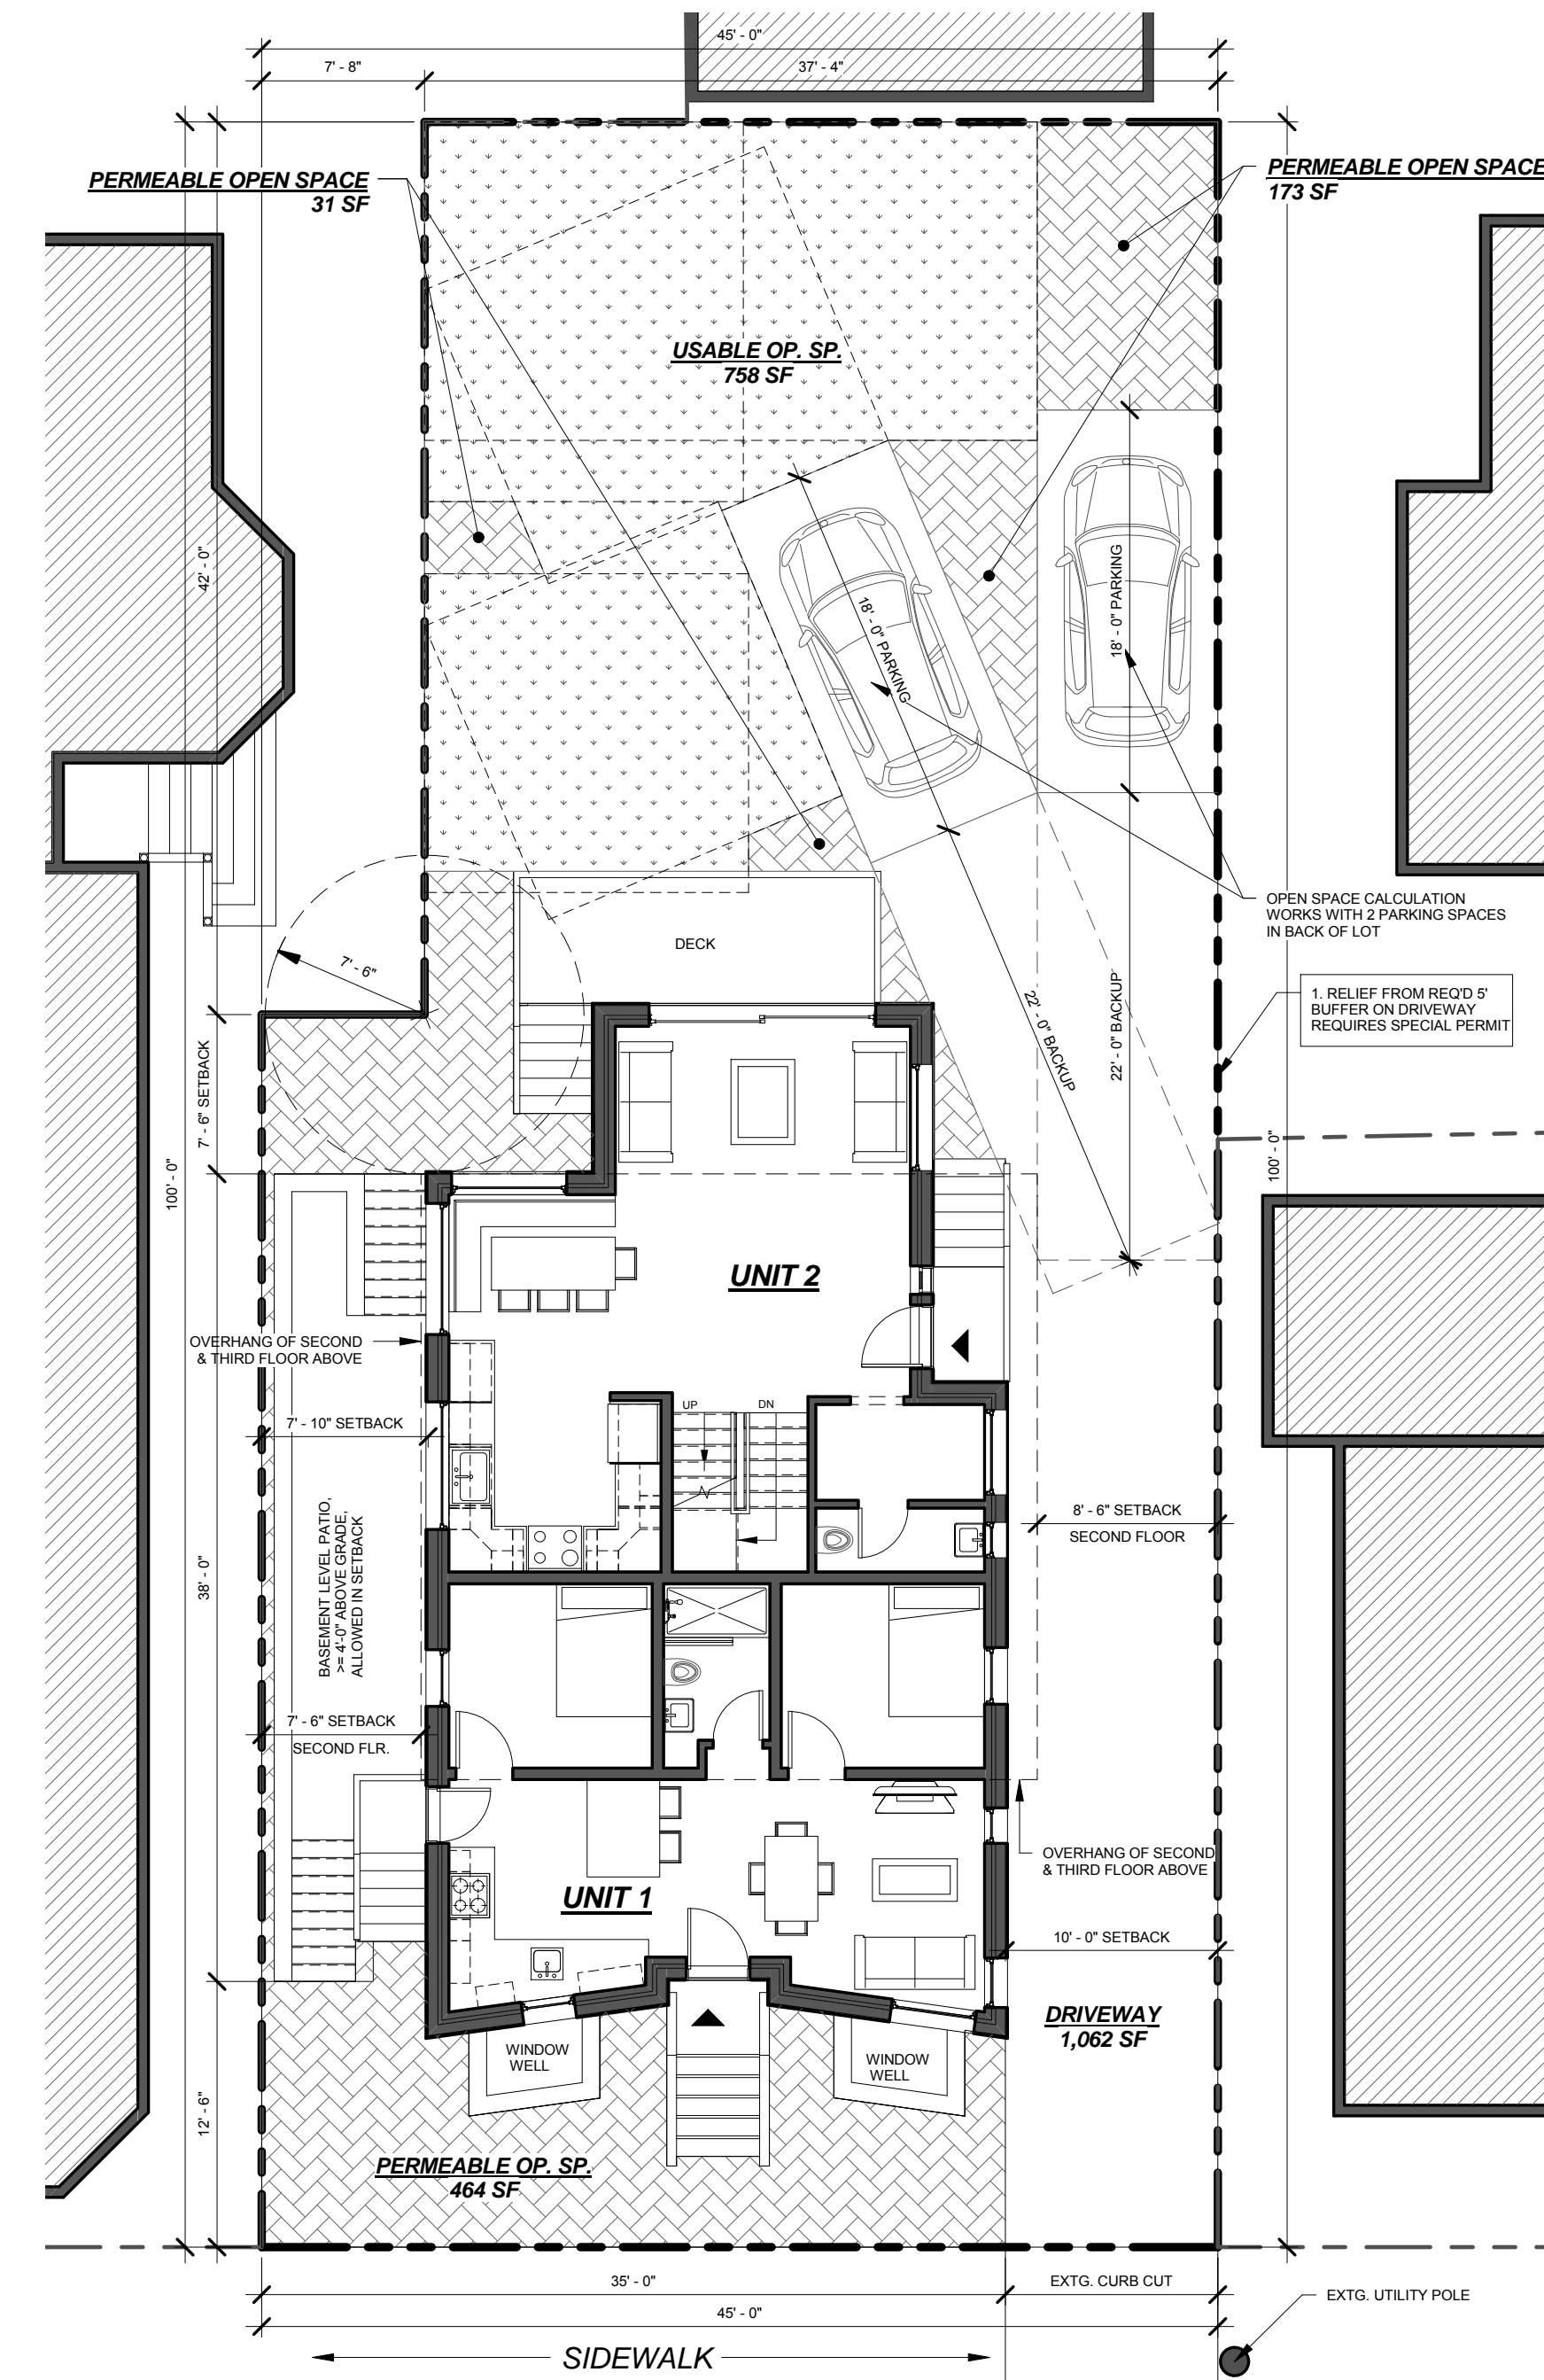 45' - 0"
7' - 8"
37' - 4"
PERMEABLE OPEN SPACE
31 SF
PERMEABLE OPEN SPACE
173 SF
USABLE OP. SP.
758 SF
42' - 0"
18' - 0" PARKING
18' - 0" PARKING
OPEN SPACE CALCULATION
WORKS WITH 2 PARKING SPACES
IN BACK OF LOT
DECK
7' - 6"
1. RELIEF FROM REQ'D 5'
BUFFER ON DRIVEWAY
REQUIRES SPECIAL PERMIT
22' - 0" BACKUP
22' - 0" BACKUP
7' - 6" SETBACK
100' - 0"
100' - 0"
UNIT 2
OVERHANG OF SECOND
& THIRD FLOOR ABOVE
UP
DN
7' - 10" SETBACK
8' - 6" SETBACK
SECOND FLOOR
BASEMENT LEVEL PATIO,
>= 4'-0" ABOVE GRADE,
ALLOWED IN SETBACK
38' - 0"
7' - 6" SETBACK
SECOND FLR.
OVERHANG OF SECOND
& THIRD FLOOR ABOVE
UNIT 1
10' - 0" SETBACK
DRIVEWAY
1,062 SF
WINDOW
WELL
WINDOW
WELL
12' - 6"
PERMEABLE OP. SP.
464 SF
35' - 0"
EXTG. CURB CUT
EXTG. UTILITY POLE
45' - 0"
SIDEWALK